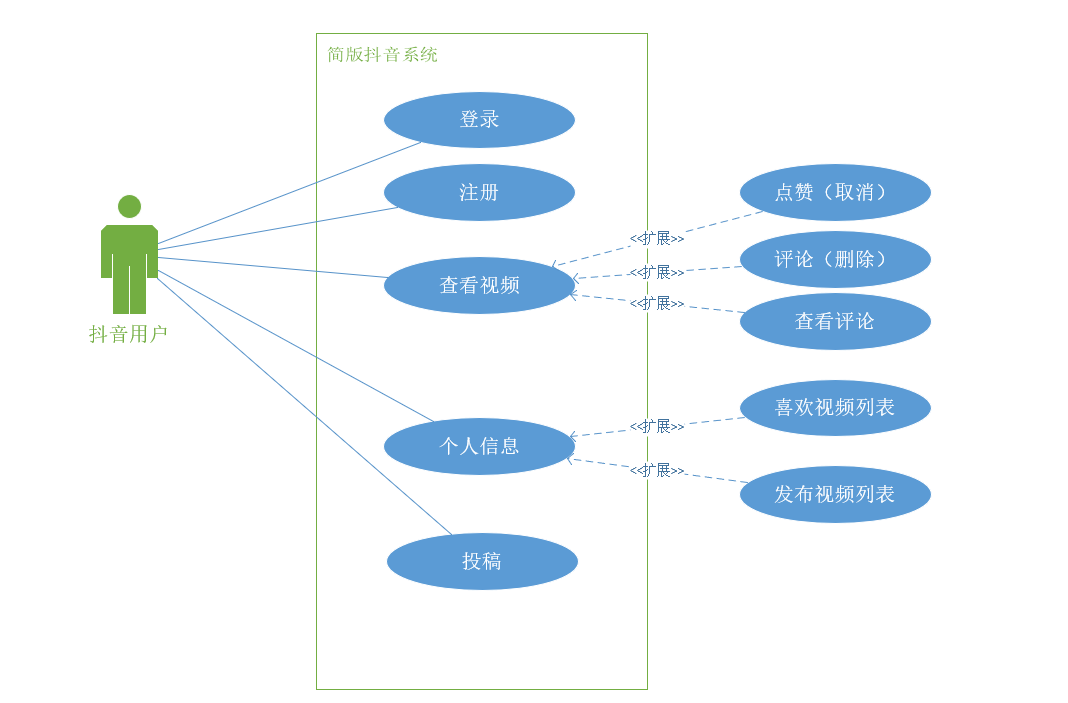 简版抖音系统
登录
注册
点赞（取消）
<<扩展>>
评论（删除）
<<扩展>>
查看视频
<<扩展>>
查看评论
抖音用户
喜欢视频列表
<<扩展>>
个人信息
<<扩展>>
发布视频列表
投稿